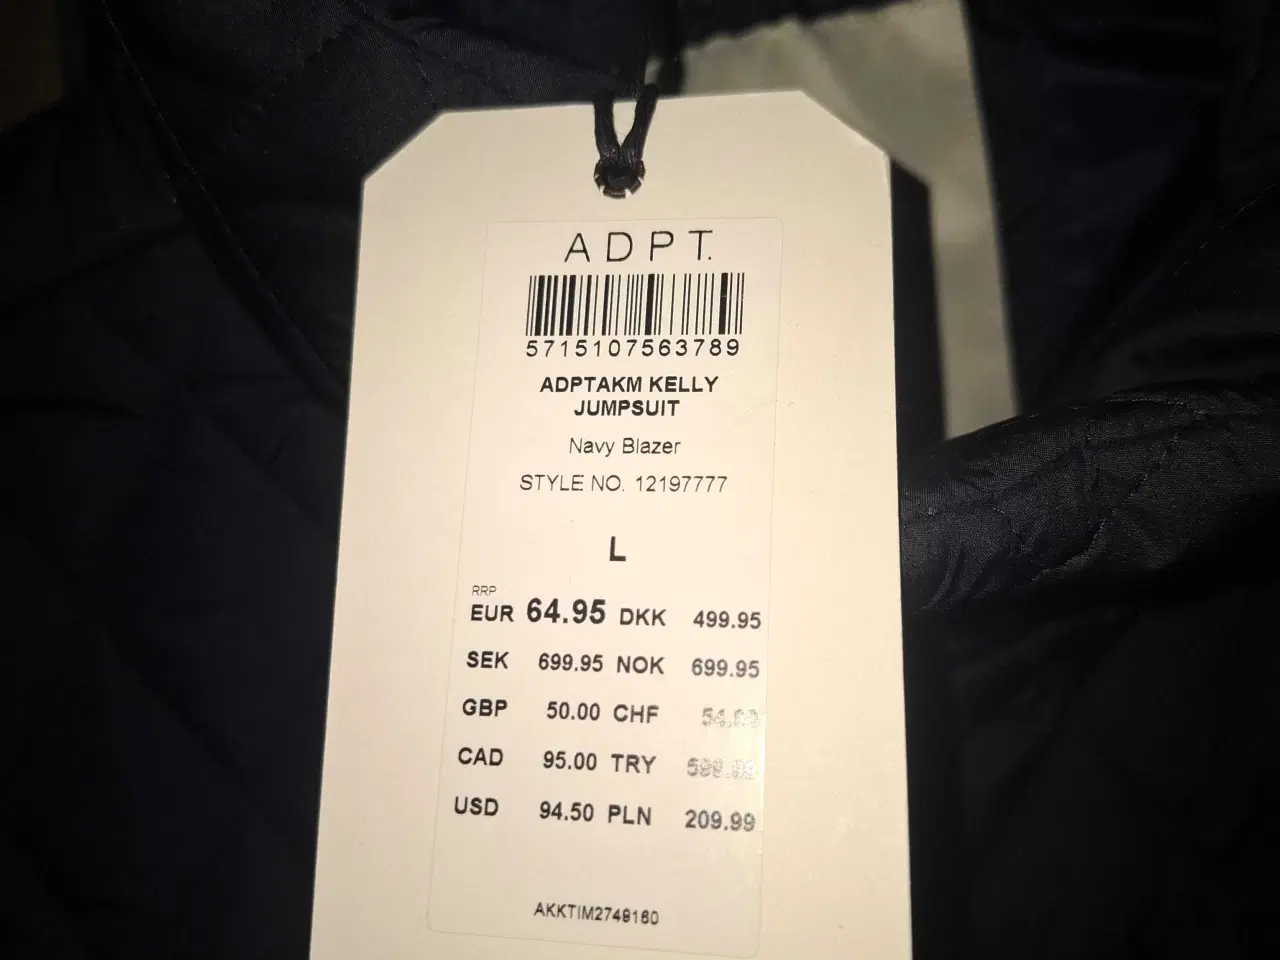 ADPT.
5715107563789
ADPTAKM KELLY
JUMPSUIT
Navy Blazer
STYLE NO. 12197777
L
RRP
EUR 64.95 DKK 499.95
SEK 699.95 NOK 699.95
GBP 50.00 CHF
CAD 95.00 TRY
USD 94.50 PLN 209.99
AKKTIM2749160